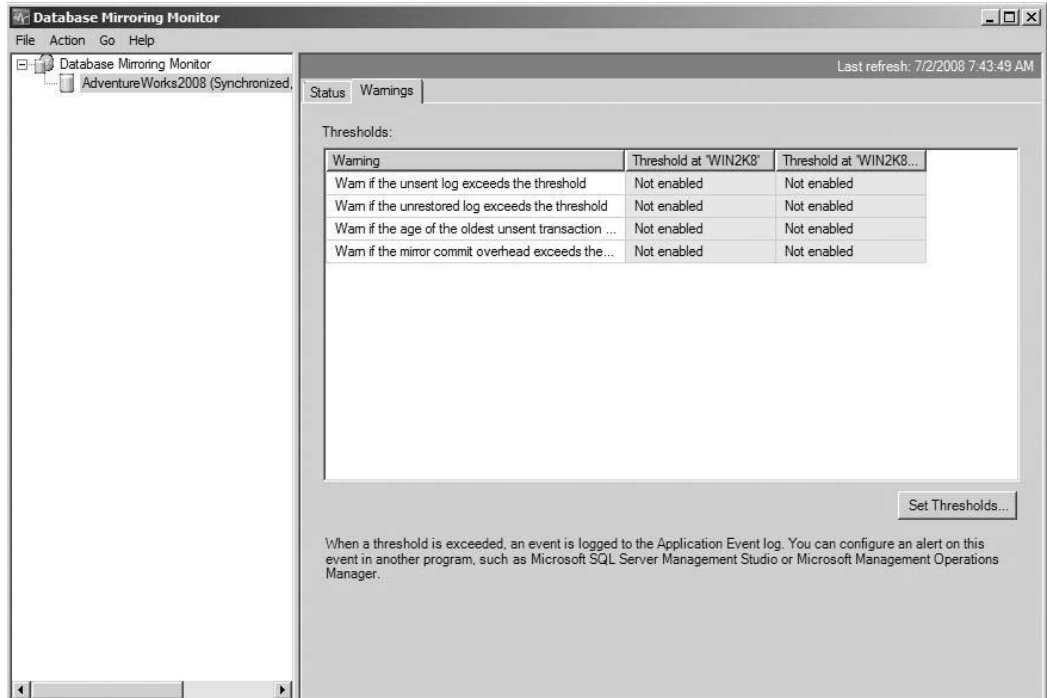 Database Mirroring Monitor
File Action Go Help
Database Mirroring Monitor
AdventureWorks2008 (Synchronized,
Last refresh: 7/2/2008 7:43:49 AM
Status Warnings
Thresholds:
Warning Threshold at 'WIN2K8' Threshold at 'WIN2K8...
Warn if the unsent log exceeds the threshold Not enabled Not enabled
Warn if the unrestored log exceeds the threshold Not enabled Not enabled
Warn if the age of the oldest unsent transaction ... Not enabled Not enabled
Warn if the mirror commit overhead exceeds the... Not enabled Not enabled
Set Thresholds...
When a threshold is exceeded, an event is logged to the Application Event log. You can configure an alert on this
event in another program, such as Microsoft SQL Server Management Studio or Microsoft Management Operations
Manager.